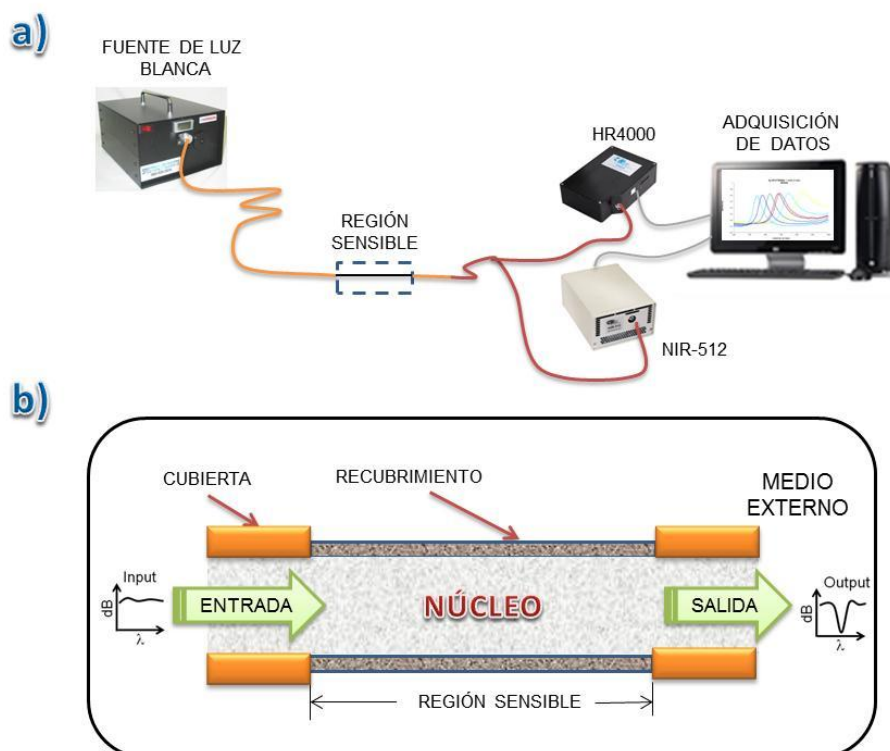 a)
FUENTE DE LUZ
BLANCA
REGIÓN
SENSIBLE
HR4000
ADQUISICIÓN
DE DATOS
NIR-512
b)
CUBIERTA
RECUBRIMIENTO
MEDIO
EXTERNO
Input
dB
λ
ENTRADA
NÚCLEO
SALIDA
Output
dB
λ
REGIÓN SENSIBLE